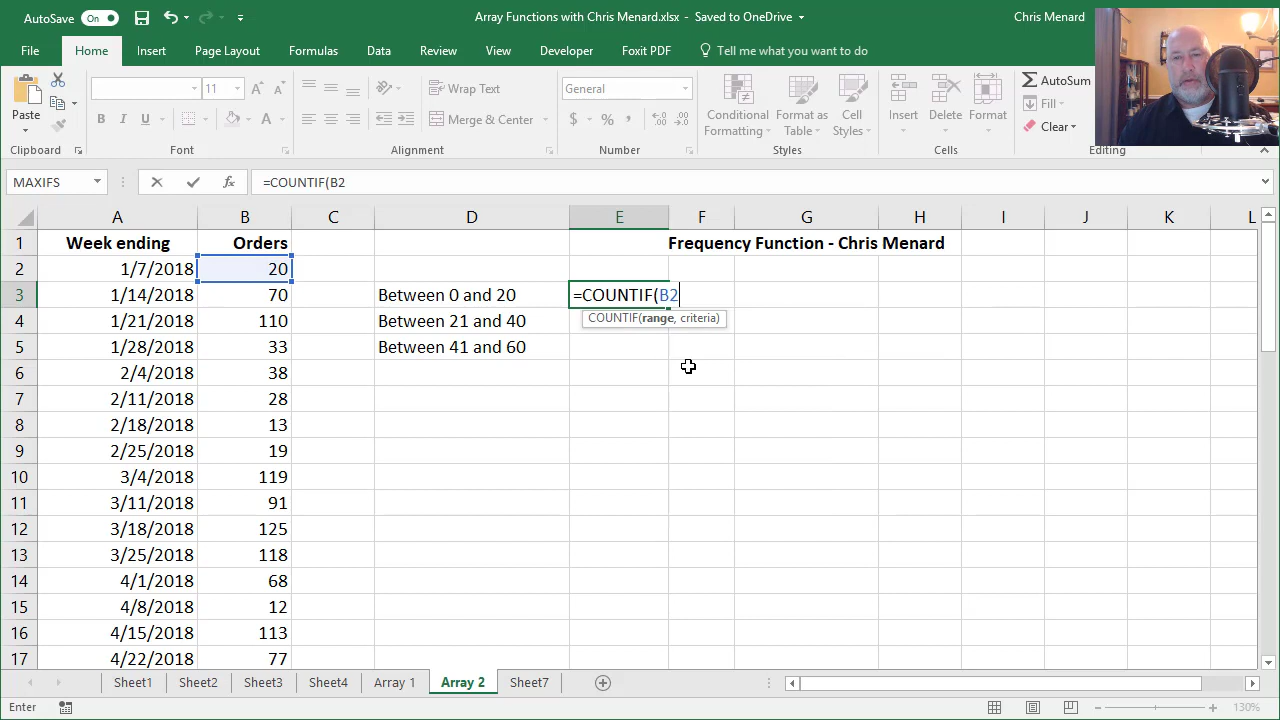 AutoSave On Array Functions with Chris Menard.xlsx - Saved to OneDrive Chris Menard
File Home Insert Page Layout Formulas Data Review View Developer Foxit PDF Tell me what you want to do
Paste 11 Wrap Text Merge & Center General $ % Conditional Formatting Format as Table Cell Styles Insert Delete Format AutoSum Fill Clear
B I U A
Clipboard Font Alignment Number Styles Cells Editing
MAXIFS fx =COUNTIF(B2
A B C D E F G H I J K L
1 Week ending Orders Frequency Function - Chris Menard
2 1/7/2018 20
3 1/14/2018 70 Between 0 and 20 =COUNTIF(B2
COUNTIF(range, criteria)
4 1/21/2018 110 Between 21 and 40
5 1/28/2018 33 Between 41 and 60
6 2/4/2018 38
7 2/11/2018 28
8 2/18/2018 13
9 2/25/2018 19
10 3/4/2018 119
11 3/11/2018 91
12 3/18/2018 125
13 3/25/2018 118
14 4/1/2018 68
15 4/8/2018 12
16 4/15/2018 113
17 4/22/2018 77
Sheet1 Sheet2 Sheet3 Sheet4 Array 1 Array 2 Sheet7
Enter 130%